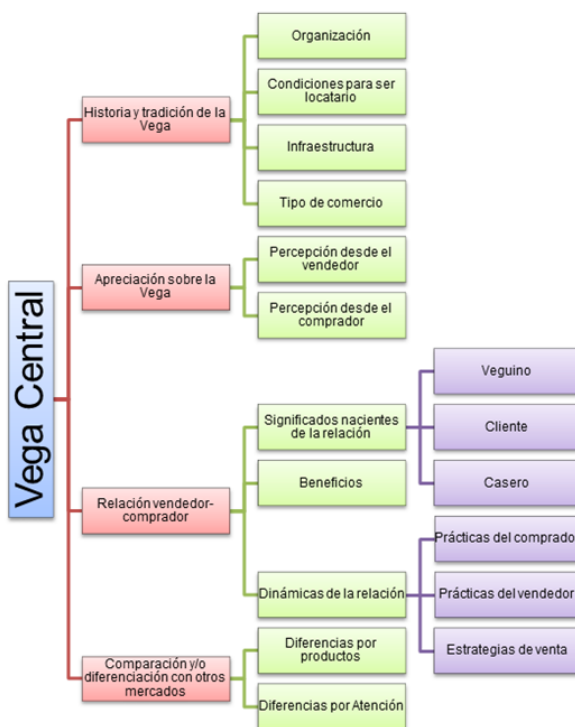 Vega Central
Historia y tradición de la
Vega
Organización
Condiciones para ser
locatario
Infraestructura
Tipo de comercio
Apreciación sobre la
Vega
Percepción desde el
vendedor
Percepción desde el
comprador
Relación vendedor-
comprador
Significados nacientes
de la relación
Veguino
Cliente
Casero
Beneficios
Dinámicas de la relación
Prácticas del comprado
Prácticas del vendedor
Estrategias de venta
Comparación y/o
diferenciación con otros
mercados
Diferencias por
productos
Diferencias por Atención